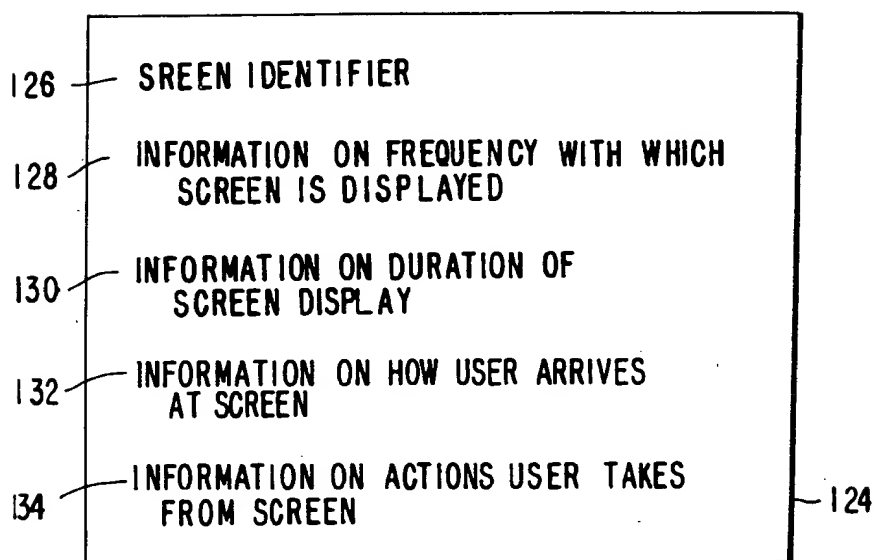 126 SREEN IDENTIFIER
128 INFORMATION ON FREQUENCY WITH WHICH
SCREEN IS DISPLAYED
130 INFORMATION ON DURATION OF
SCREEN DISPLAY
132 INFORMATION ON HOW USER ARRIVES
AT SCREEN
134 INFORMATION ON ACTIONS USER TAKES
FROM SCREEN 124